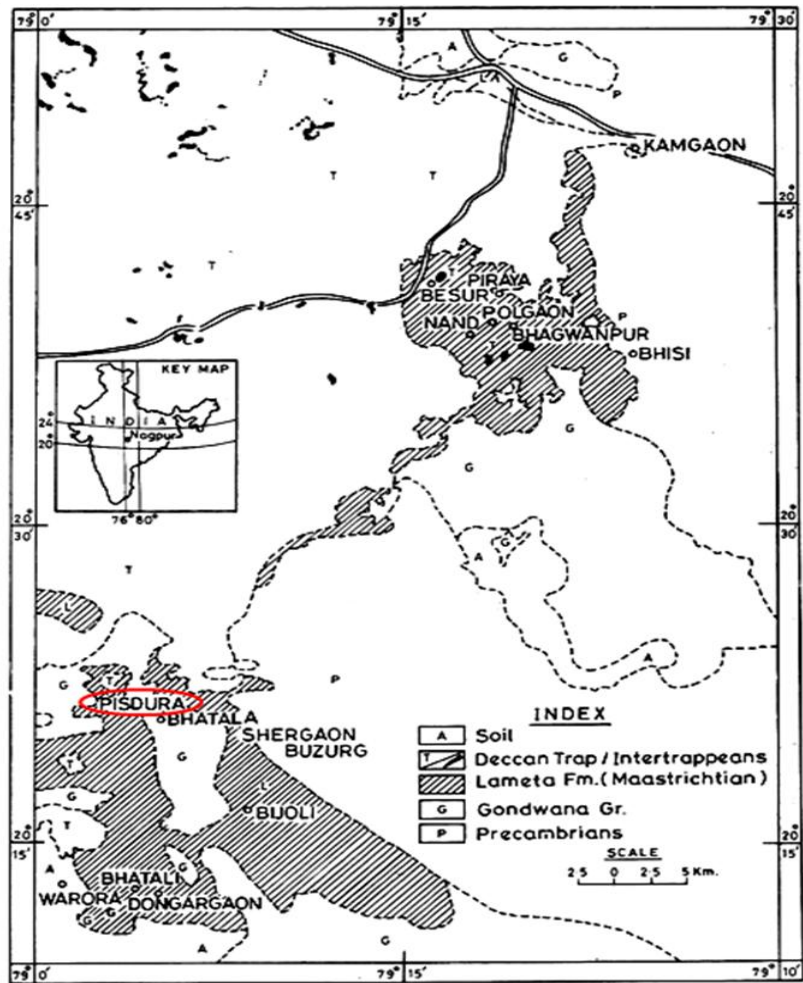 79° 0′ 79° 15′ 79° 30′
A
G
L A
P
KAMGAON
T T
20° 45′ 20° 45′
T
T
PIRAYA
BESUR
POLGAON
P
NAND
BHAGWANPUR
T
BHISI
KEY MAP
24°
INDIA
20°
Nagpur
76° 80°
G
G
L
20° 30′ 20° 30′
A
G
T
L
A
G
T
P
PISDURA
BHATALA
SHERGAON
BUZURG
G
T
L
G
BIJOLI
T
INDEX
A Soil
T Deccan Trap / Intertrappeans
Lameta Fm. (Maastrichtian)
G Gondwana Gr.
P Precambrians
SCALE
2.5 0 2.5 5 Km.
20° 15′ 20° 15′
A
G
BHATALI
WARORA
DONGARGAON
G
G
A
G
79° 0′ 79° 15′ 79° 10′